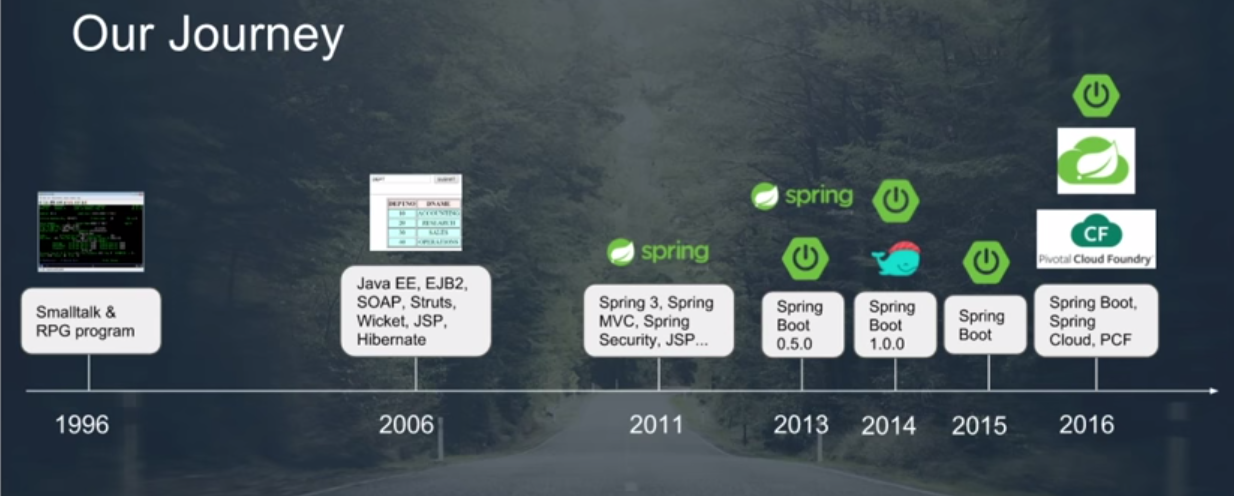 Our Journey
DEPTNO DNAME
10 ACCOUNTING
20 RESEARCH
30 SALES
40 OPERATIONS
spring
spring
CF
Pivotal Cloud Foundry
Smalltalk &
RPG program
Java EE, EJB2,
SOAP, Struts,
Wicket, JSP,
Hibernate
Spring 3, Spring
MVC, Spring
Security, JSP...
Spring
Boot
0.5.0
Spring
Boot
1.0.0
Spring
Boot
Spring Boot,
Spring
Cloud, PCF
1996
2006
2011
2013
2014
2015
2016